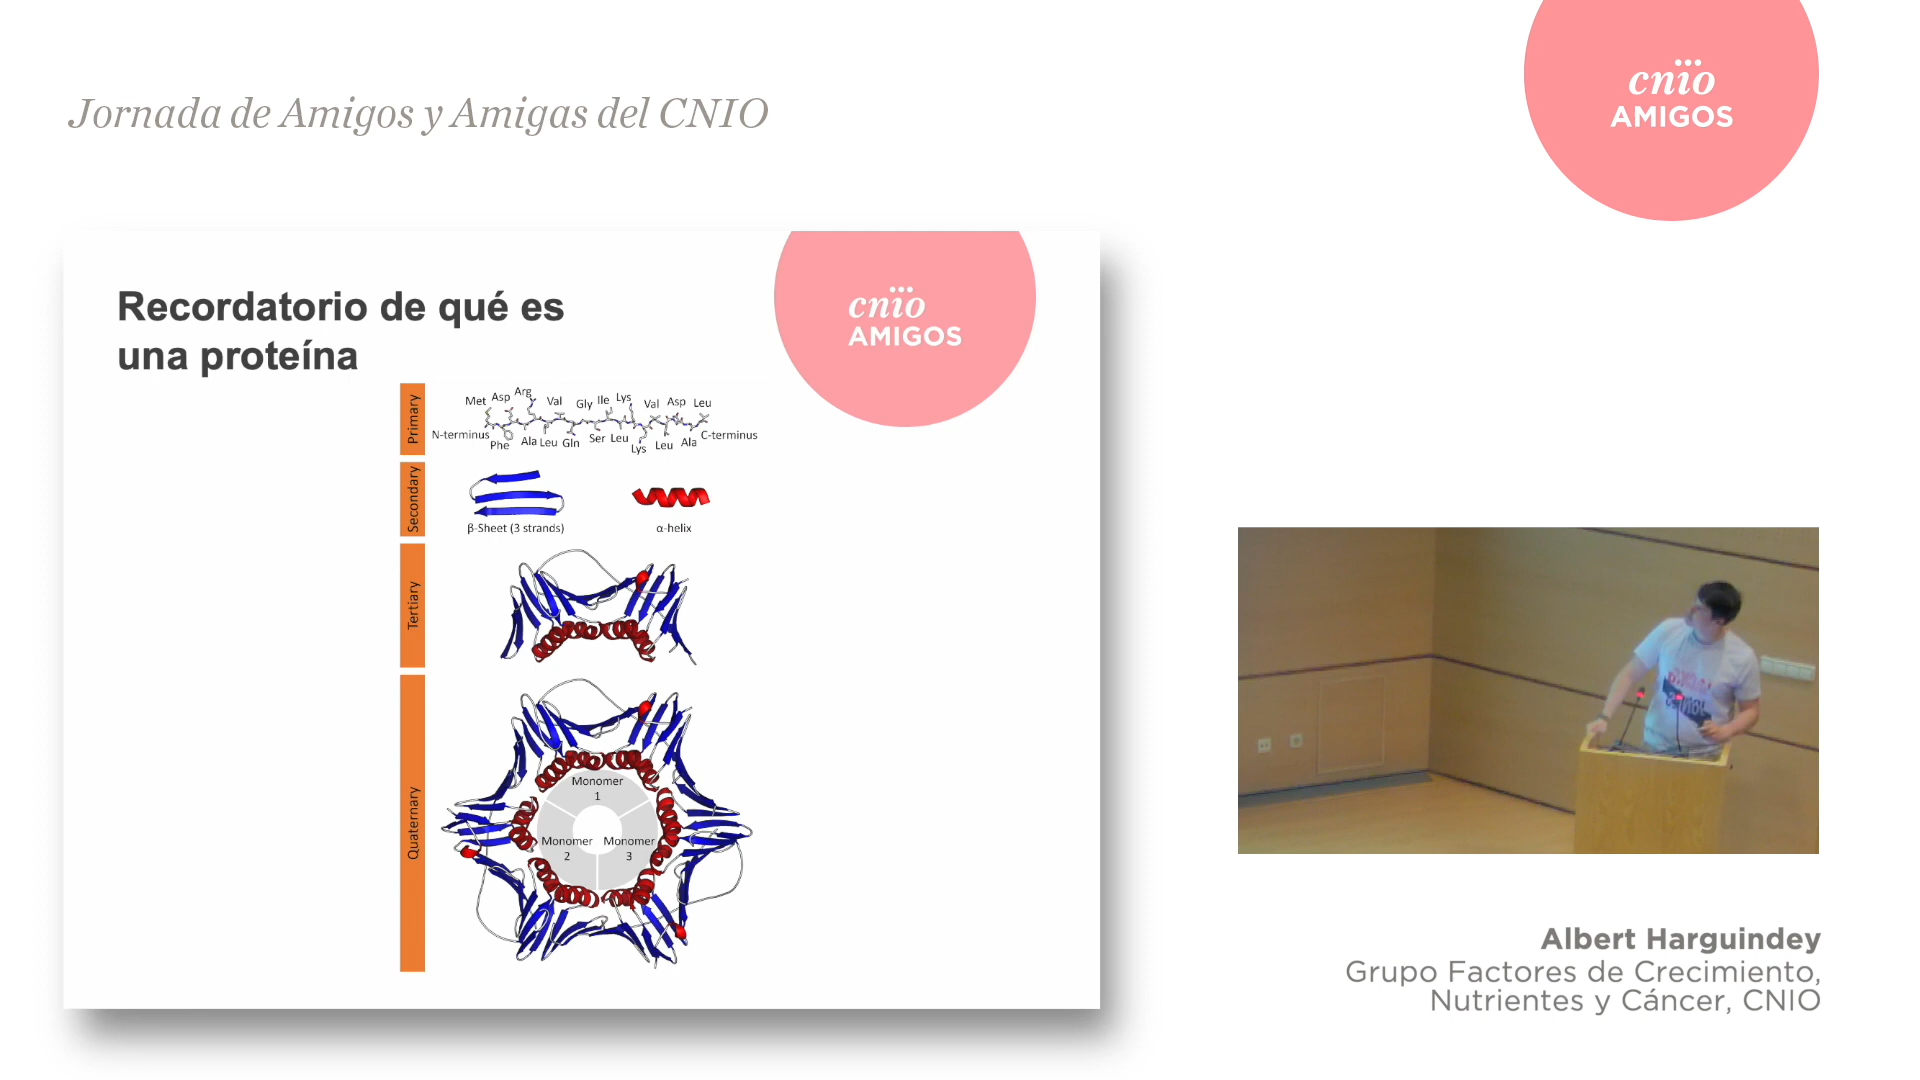 Jornada de Amigos y Amigas del CNIO
cnio
AMIGOS
Recordatorio de qué es
una proteína
cnio
AMIGOS
Primary
Met Asp Arg Val Gly Ile Lys Val Asp Leu
N-terminus Phe Ala Leu Gln Ser Leu Lys Leu Ala C-terminus
Secondary
β-Sheet (3 strands)
α-helix
Tertiary
Quaternary
Monomer
1
Monomer
2
Monomer
3
Albert Harguindey
Grupo Factores de Crecimiento,
Nutrientes y Cáncer, CNIO